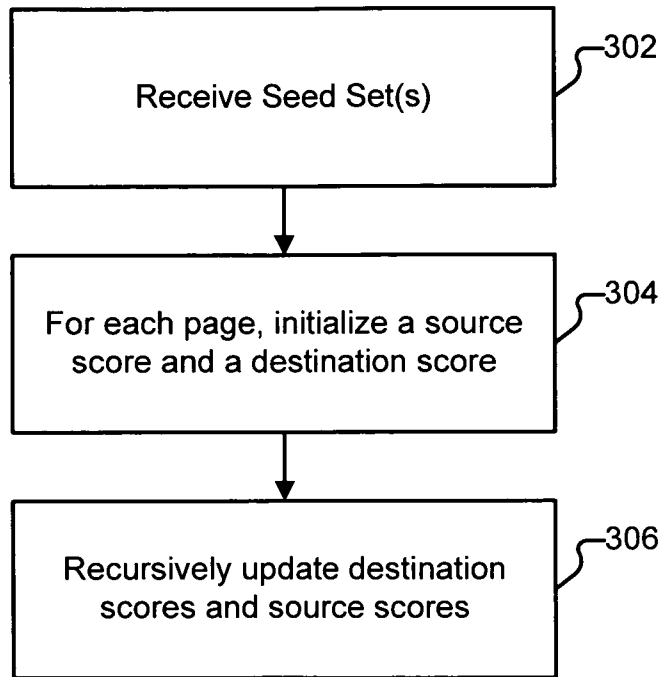 Receive Seed Set(s)
302
For each page, initialize a source
score and a destination score
304
Recursively update destination
scores and source scores
306